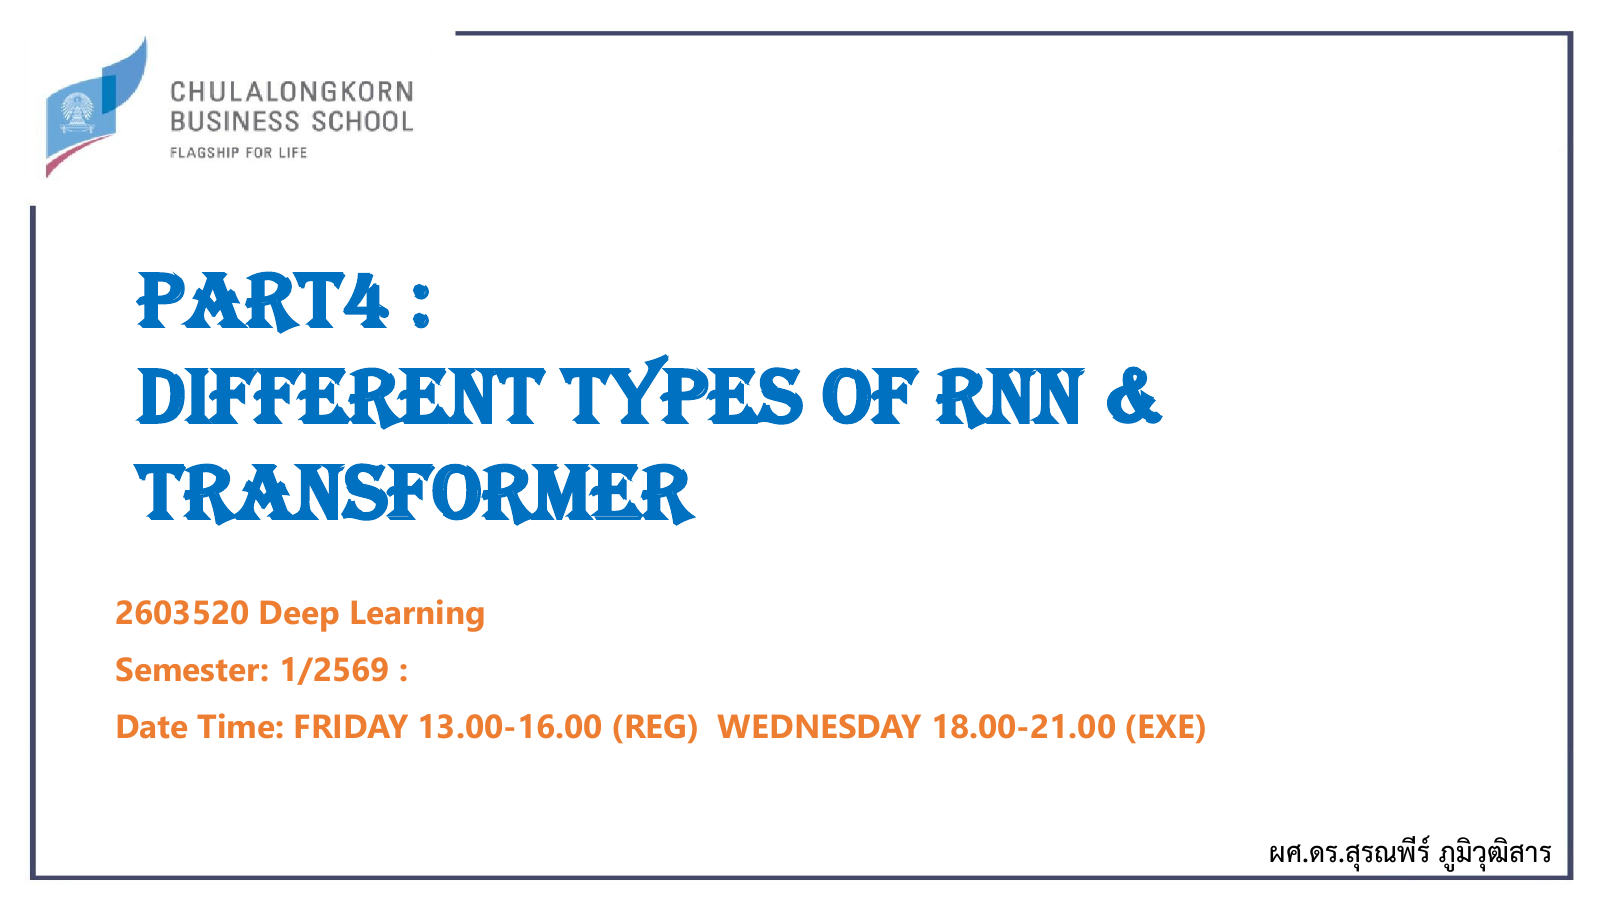 CHULALONGKORN
BUSINESS SCHOOL
FLAGSHIP FOR LIFE
PART4 :
DIFFERENT TYPES OF RNN &
TRANSFORMER
2603520 Deep Learning
Semester: 1/2569 :
Date Time: FRIDAY 13.00-16.00 (REG)  WEDNESDAY 18.00-21.00 (EXE)
ผศ.ดร.สุรณพีร์ ภูมิวุฒิสาร